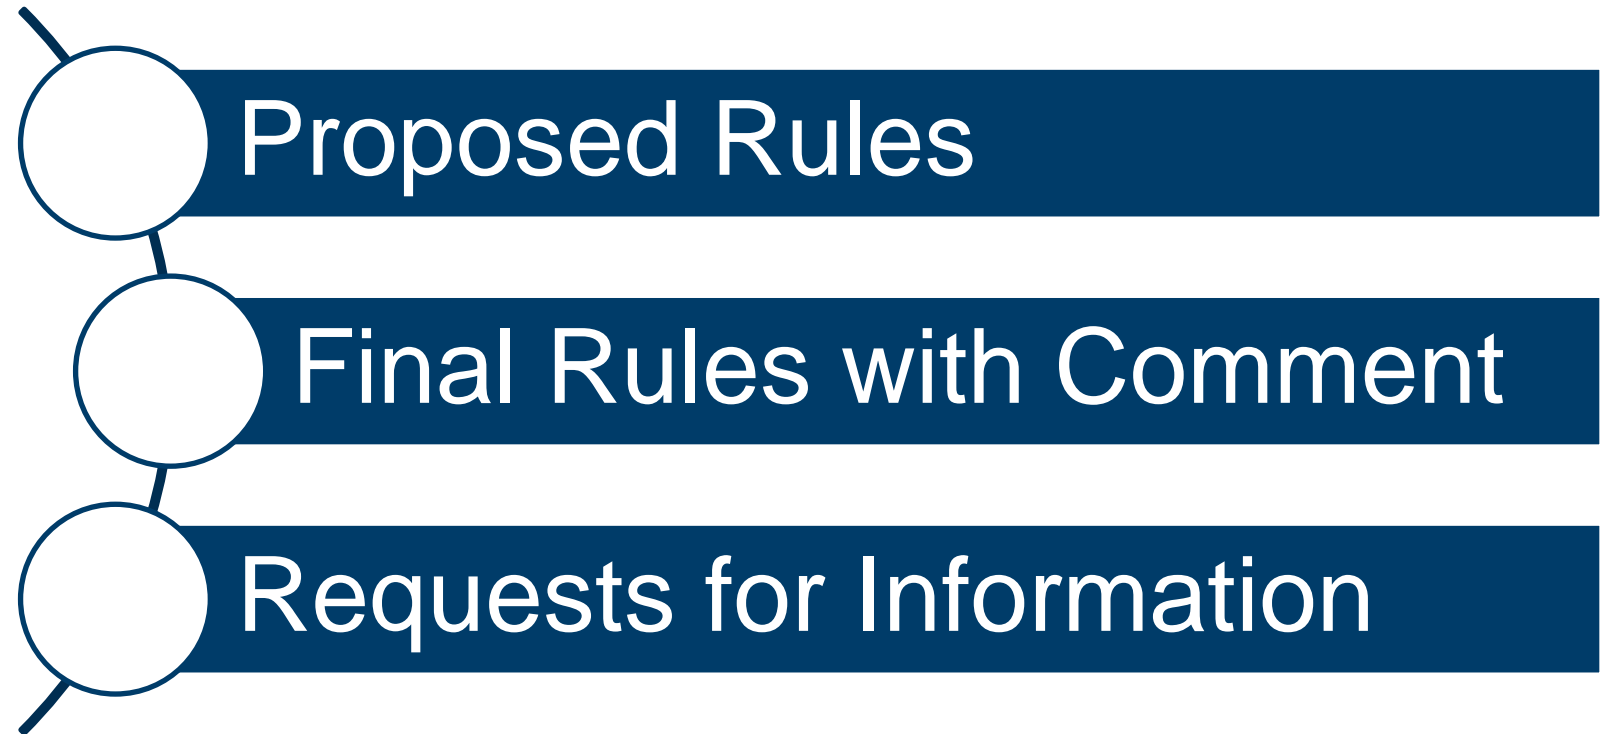 Proposed Rules
Final Rules with Comment
Requests for Information